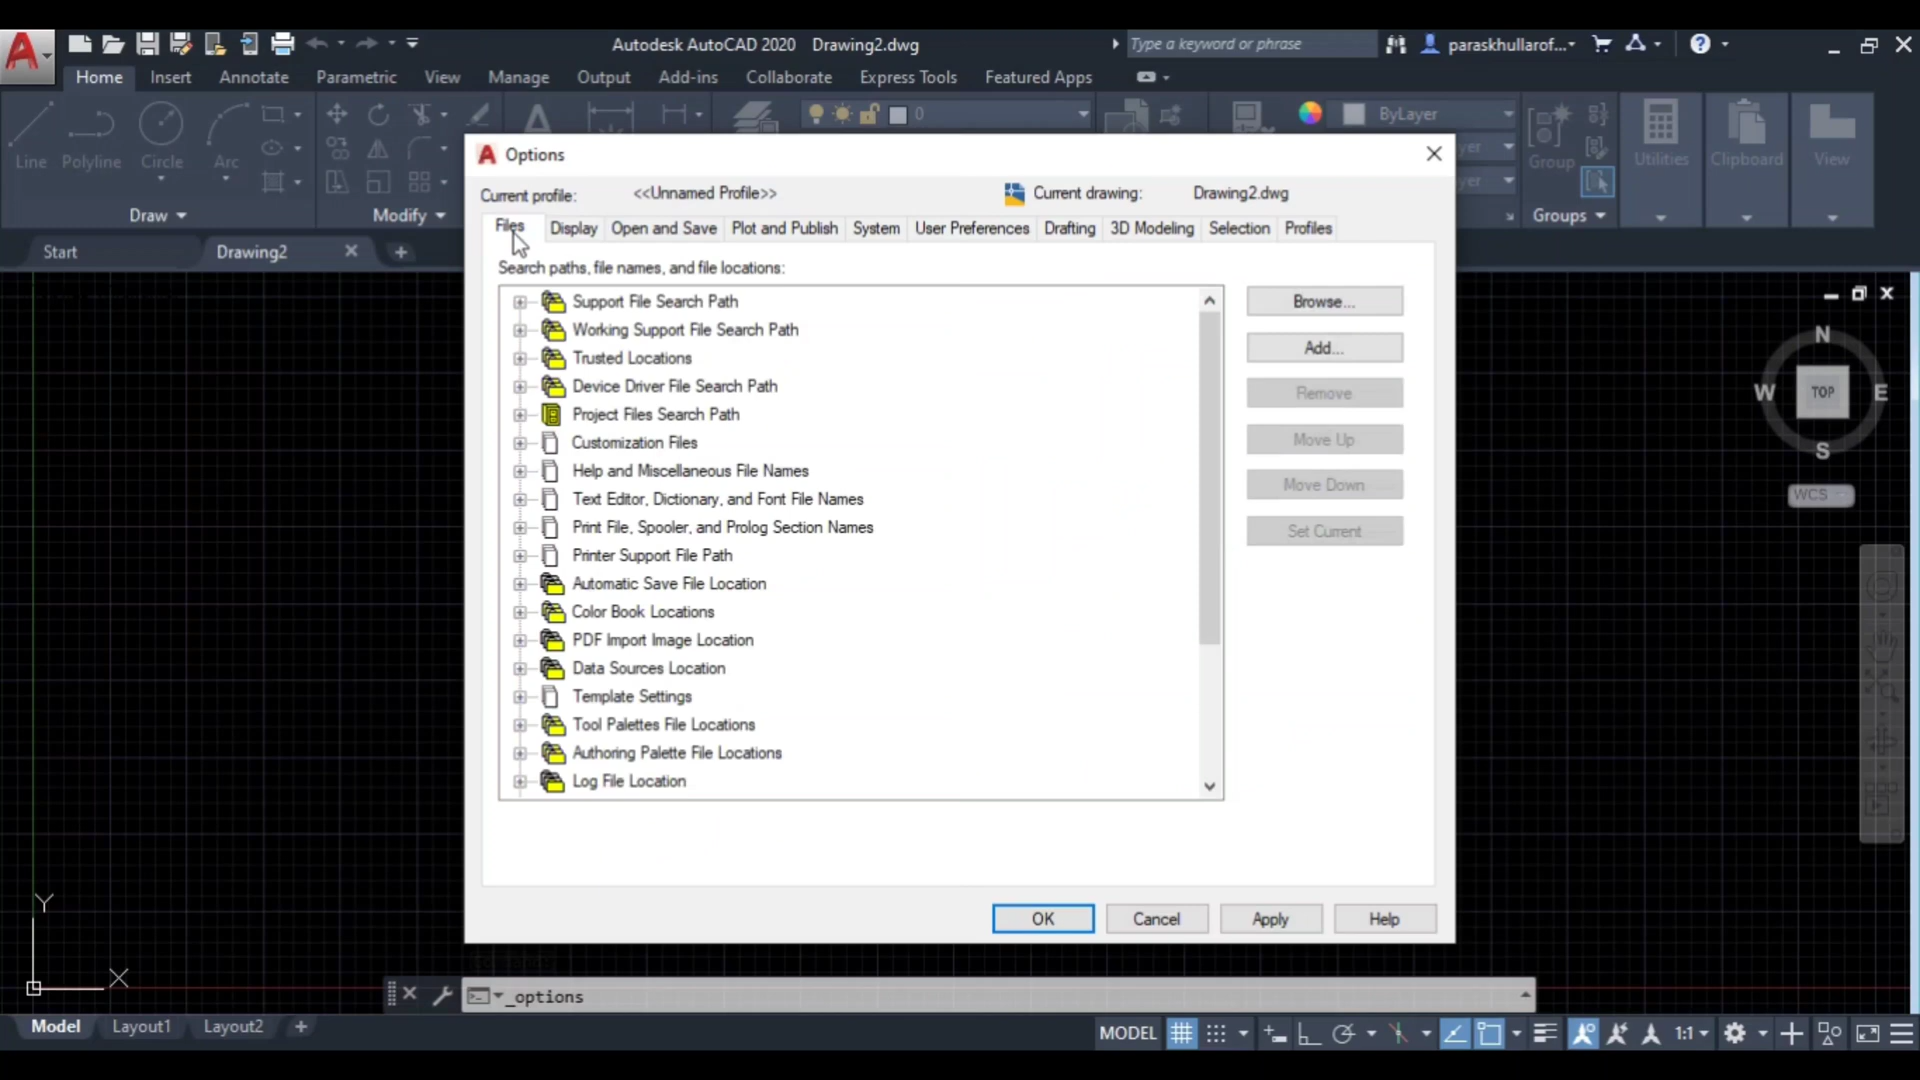 Autodesk AutoCAD 2020 Drawing2.dwg
Type a keyword or phrase
paraskhullarof...
Home Insert Annotate Parametric View Manage Output Add-ins Collaborate Express Tools Featured Apps
0
ByLayer
Line Polyline Circle Arc
Group Utilities Clipboard View
Draw
Modify
Groups
Start
Drawing2
Options
Current profile: <<Unnamed Profile>>
Current drawing: Drawing2.dwg
Files Display Open and Save Plot and Publish System User Preferences Drafting 3D Modeling Selection Profiles
Search paths, file names, and file locations:
Support File Search Path
Working Support File Search Path
Trusted Locations
Device Driver File Search Path
Project Files Search Path
Customization Files
Help and Miscellaneous File Names
Text Editor, Dictionary, and Font File Names
Print File, Spooler, and Prolog Section Names
Printer Support File Path
Automatic Save File Location
Color Book Locations
PDF Import Image Location
Data Sources Location
Template Settings
Tool Palettes File Locations
Authoring Palette File Locations
Log File Location
Browse...
Add...
Remove
Move Up
Move Down
Set Current
OK Cancel Apply Help
N
W TOP E
S
WCS
Y
X
_options
Model Layout1 Layout2
MODEL
1:1